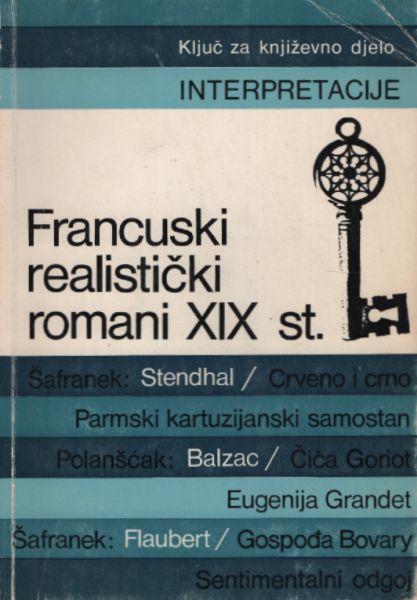 Ključ za književno djelo
INTERPRETACIJE
Francuski
realistički
romani XIX st.
Šafranek: Stendhal / Crveno i crno
Parmski kartuzijanski samostan
Polanšćak: Balzac / Čiča Goriot
Eugenija Grandet
Šafranek: Flaubert / Gospođa Bovary
Sentimentalni odgoj